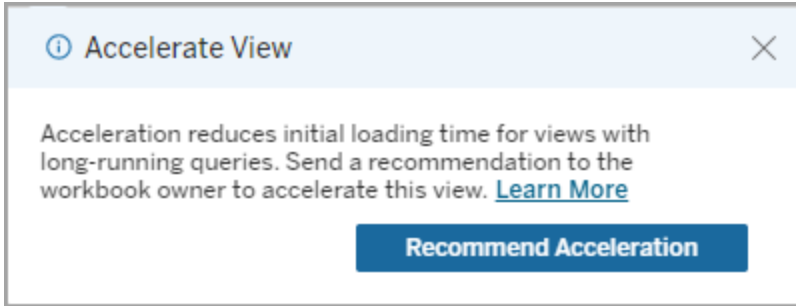 Accelerate View
Acceleration reduces initial loading time for views with
long-running queries. Send a recommendation to the
workbook owner to accelerate this view. Learn More
Recommend Acceleration